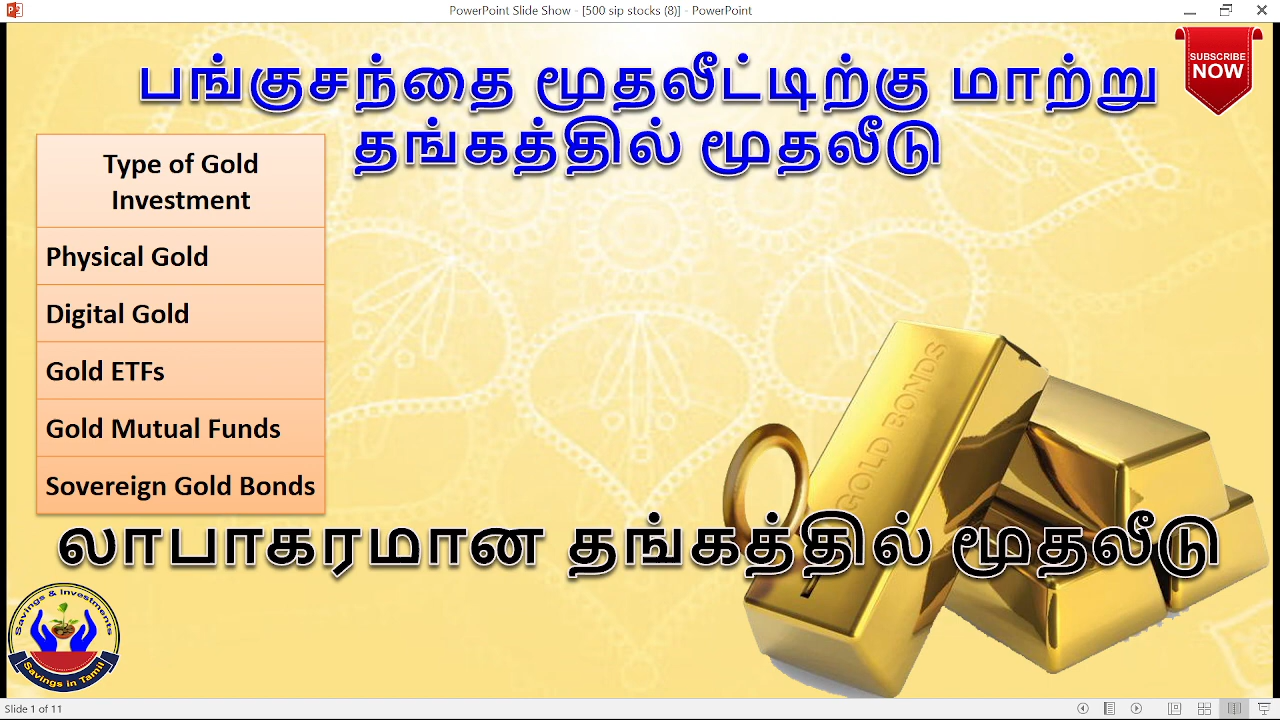 PowerPoint Slide Show - [500 sip stocks (8)] - PowerPoint
SUBSCRIBE
NOW
பங்குசந்தை மூதலீட்டிற்கு மாற்று
தங்கத்தில் மூதலீடு
Type of Gold
Investment
Physical Gold
Digital Gold
Gold ETFs
Gold Mutual Funds
Sovereign Gold Bonds
GOLD BONDS
லாபாகரமான தங்கத்தில் மூதலீடு
Savings & Investments
Savings in Tamil
Slide 1 of 11